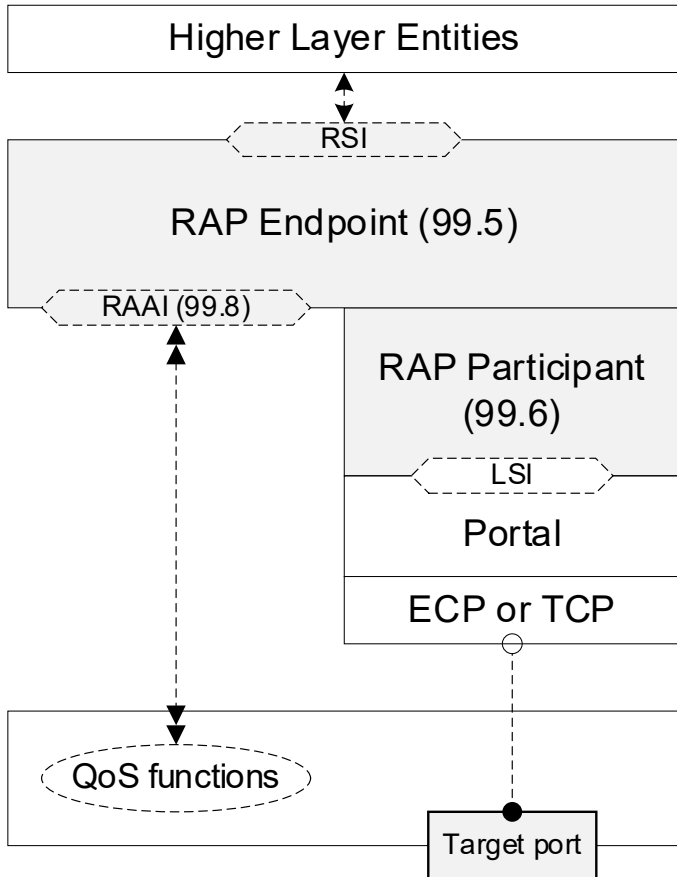 Higher Layer Entities
RSI
RAP Endpoint (99.5)
RAAI (99.8)
RAP Participant
(99.6)
LSI
Portal
ECP or TCP
QoS functions
Target port